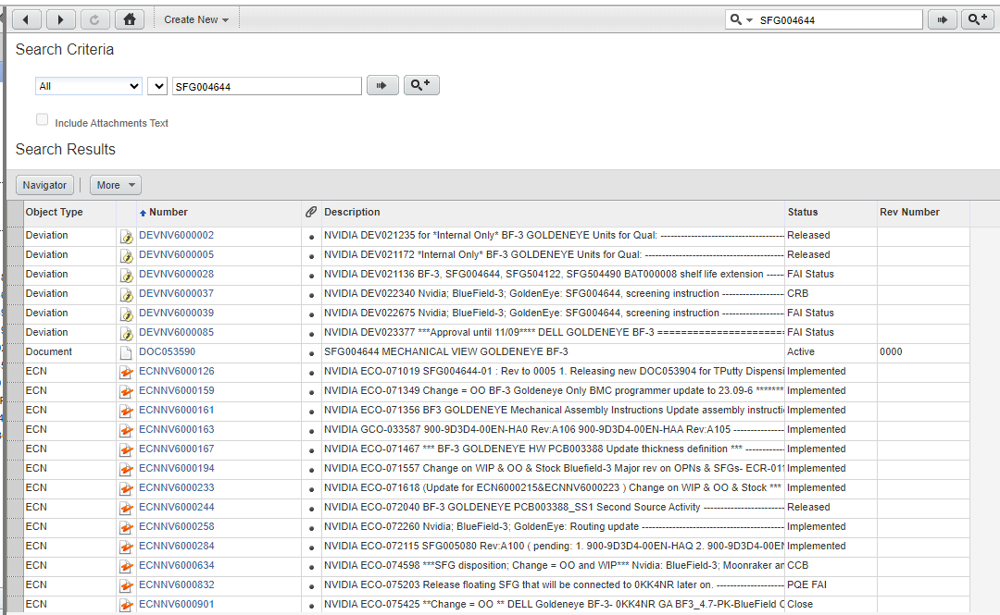 Create New
SFG004644
Search Criteria
All
SFG004644
Include Attachments Text
Search Results
Navigator
More
Object Type Number Description Status Rev Number
Deviation DEVNV6000002 NVIDIA DEV021235 for *Internal Only* BF-3 GOLDENEYE Units for Qual: ------------------------------------ Released
Deviation DEVNV6000005 NVIDIA DEV021172 *Internal Only* BF-3 GOLDENEYE Units for Qual: ---------------------------------------- Released
Deviation DEVNV6000028 NVIDIA DEV021136 BF-3, SFG004644, SFG504122, SFG504490 BAT000008 shelf life extension ----- FAI Status
Deviation DEVNV6000037 NVIDIA DEV022340 Nvidia; BlueField-3; GoldenEye: SFG004644, screening instruction ------------------ CRB
Deviation DEVNV6000039 NVIDIA DEV022675 Nvidia; BlueField-3; GoldenEye: SFG004644, screening instruction ------------------ FAI Status
Deviation DEVNV6000085 NVIDIA DEV023377 ***Approval until 11/09**** DELL GOLDENEYE BF-3 ===================== FAI Status
Document DOC053590 SFG004644 MECHANICAL VIEW GOLDENEYE BF-3 Active 0000
ECN ECNNV6000126 NVIDIA ECO-071019 SFG004644-01 : Rev to 0005 1. Releasing new DOC053904 for TPutty Dispensi Implemented
ECN ECNNV6000159 NVIDIA ECO-071349 Change = OO BF-3 Goldeneye Only BMC programmer update to 23.09-6 ******* Implemented
ECN ECNNV6000161 NVIDIA ECO-071356 BF3 GOLDENEYE Mechanical Assembly Instructions Update assembly instructi Implemented
ECN ECNNV6000163 NVIDIA GCO-033587 900-9D3D4-00EN-HA0 Rev:A106 900-9D3D4-00EN-HAA Rev:A105 --------------- Implemented
ECN ECNNV6000167 NVIDIA ECO-071467 *** BF-3 GOLDENEYE HW PCB003388 Update thickness definition *** ----------- Implemented
ECN ECNNV6000194 NVIDIA ECO-071557 Change on WIP & OO & Stock Bluefield-3 Major rev on OPNs & SFGs- ECR-011 Implemented
ECN ECNNV6000233 NVIDIA ECO-071618 (Update for ECN6000215&ECNNV6000223 ) Change on WIP & OO & Stock *** Implemented
ECN ECNNV6000244 NVIDIA ECO-072040 BF-3 GOLDENEYE PCB003388_SS1 Second Source Activity ----------------------- Released
ECN ECNNV6000258 NVIDIA ECO-072260 Nvidia; BlueField-3; GoldenEye: Routing update ----------------------------------------- Implemented
ECN ECNNV6000284 NVIDIA ECO-072115 SFG005080 Rev:A100 ( pending: 1. 900-9D3D4-00EN-HAQ 2. 900-9D3D4-00EN Implemented
ECN ECNNV6000634 NVIDIA ECO-074598 ***SFG disposition; Change = OO and WIP*** Nvidia: BlueField-3; Moonraker an CCB
ECN ECNNV6000832 NVIDIA ECO-075203 Release floating SFG that will be connected to 0KK4NR later on. ------------------- PQE FAI
ECN ECNNV6000901 NVIDIA ECO-075425 **Change = OO ** DELL Goldeneye BF-3- 0KK4NR GA BF3_4.7-PK-BlueField C Close